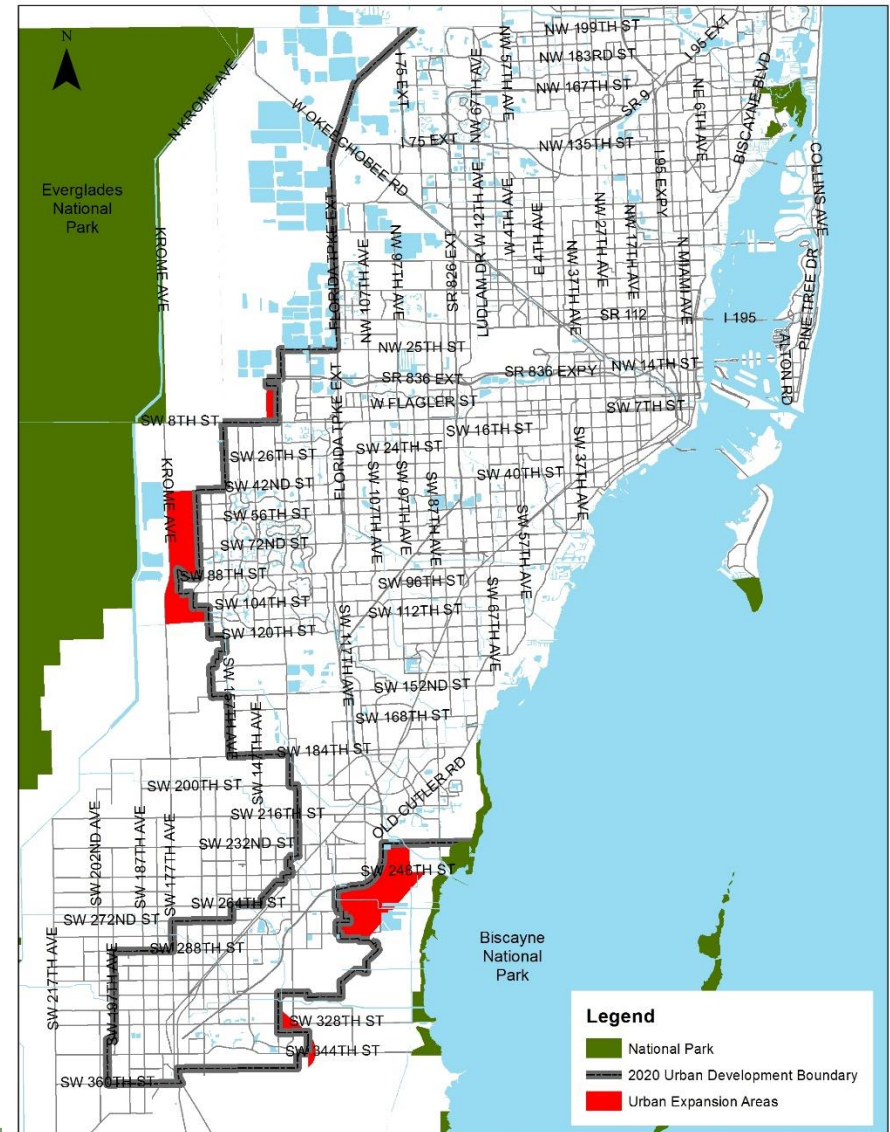 N
NW 199TH ST
NW 183RD ST
I 95 EXT
NW 57TH AVE
NW 67TH AVE
I 75 EXT
NW 167TH ST
SR 9
NE 6TH AVE
BISCAYNE BLVD
N KROME AVE
W OKEECHOBEE RD
I 75 EXT
NW 135TH ST
I 95 EXPY
COLLINS AVE
Everglades
National
Park
KROME AVE
FLORIDA TPKE EXT
NW 107TH AVE
NW 97TH AVE
SR 826 EXT
LUDLAM DR
W 12TH AVE
W 4TH AVE
E 4TH AVE
NW 37TH AVE
NW 27TH AVE
NW 17TH AVE
N MIAMI AVE
PINE TREE DR
ALTON RD
SR 112
I 195
NW 25TH ST
SR 836 EXT
SR 836 EXPY
NW 14TH ST
W FLAGLER ST
SW 7TH ST
SW 8TH ST
FLORIDA TPKE EXT
SW 16TH ST
SW 24TH ST
SW 26TH ST
SW 37TH AVE
KROME AVE
SW 42ND ST
SW 40TH ST
SW 107TH AVE
SW 97TH AVE
SW 87TH AVE
SW 56TH ST
SW 57TH AVE
SW 72ND ST
SW 88TH ST
SW 96TH ST
SW 67TH AVE
SW 104TH ST
SW 112TH ST
SW 117TH AVE
SW 120TH ST
SW 157TH AVE
SW 152ND ST
SW 147TH AVE
SW 168TH ST
SW 184TH ST
SW 200TH ST
OLD CUTLER RD
SW 202ND AVE
SW 187TH AVE
SW 177TH AVE
SW 216TH ST
SW 232ND ST
SW 248TH ST
SW 264TH ST
SW 272ND ST
SW 217TH AVE
SW 197TH AVE
SW 288TH ST
Biscayne
National
Park
SW 328TH ST
SW 344TH ST
SW 360TH ST
Legend
National Park
2020 Urban Development Boundary
Urban Expansion Areas